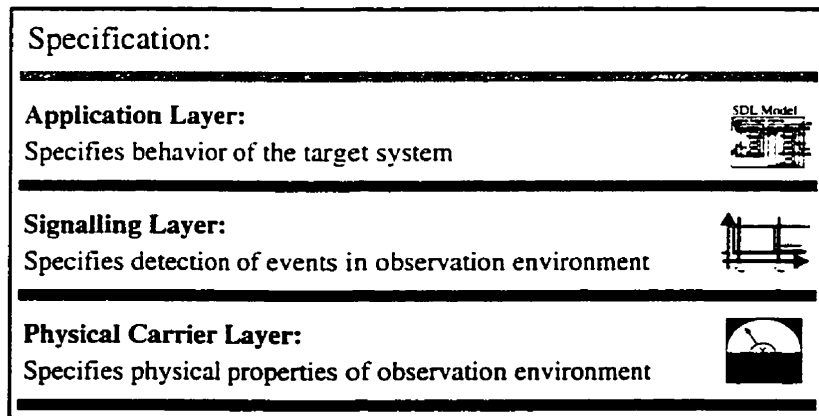 Specification:
Application Layer:
SDL Model
Specifies behavior of the target system
Signalling Layer:
Specifies detection of events in observation environment
Physical Carrier Layer:
Specifies physical properties of observation environment